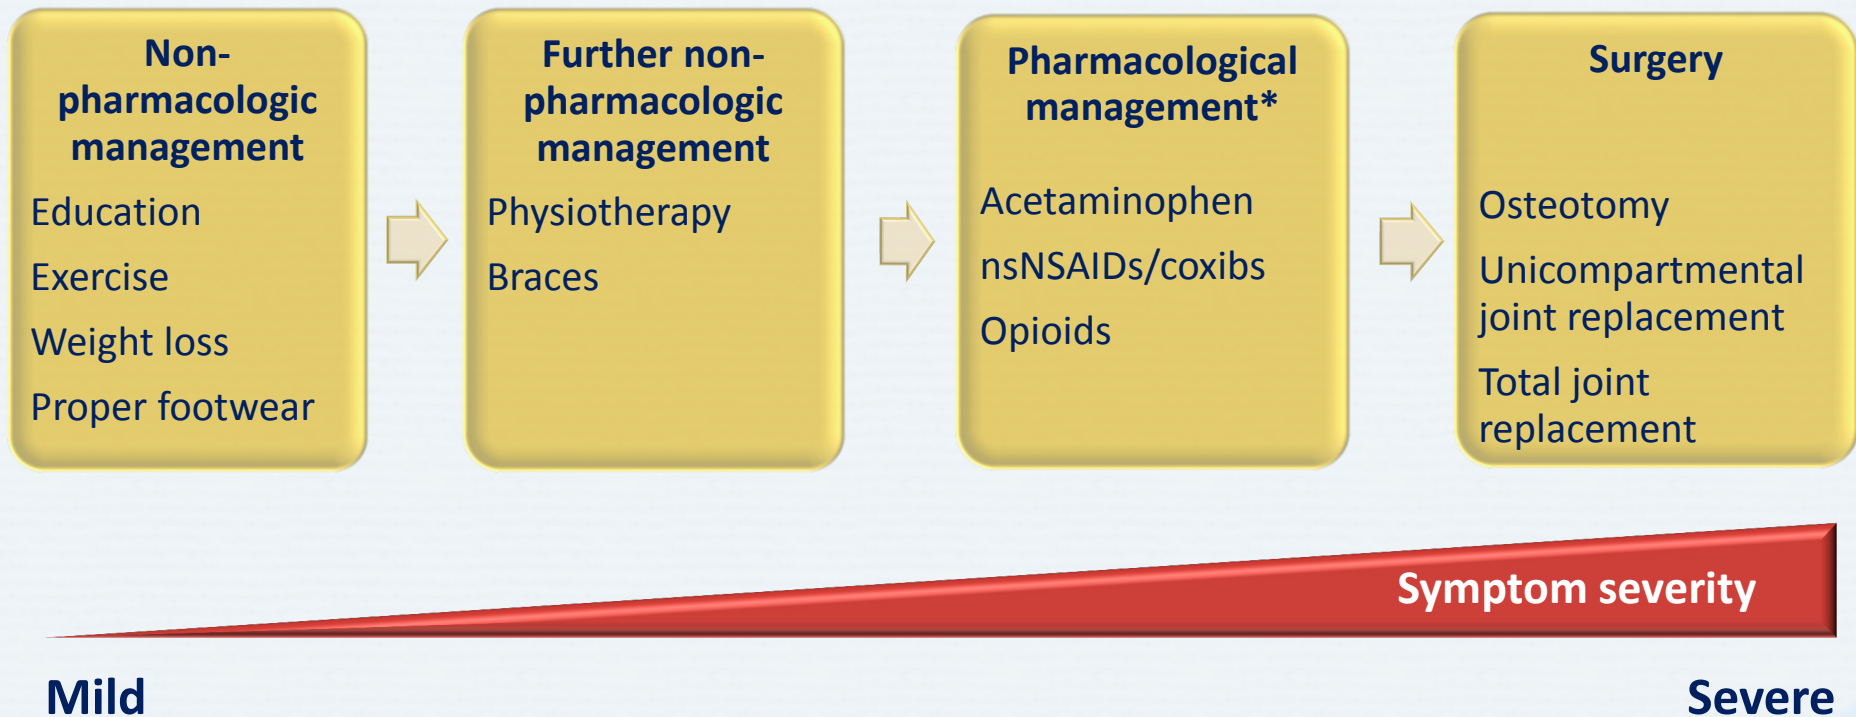 Non-
pharmacologic
management
Education
Exercise
Weight loss
Proper footwear
Further non-
pharmacologic
management
Physiotherapy
Braces
Pharmacological
management*
Acetaminophen
nsNSAIDs/coxibs
Opioids
Surgery
Osteotomy
Unicompartmental
joint replacement
Total joint
replacement
Symptom severity
Mild
Severe